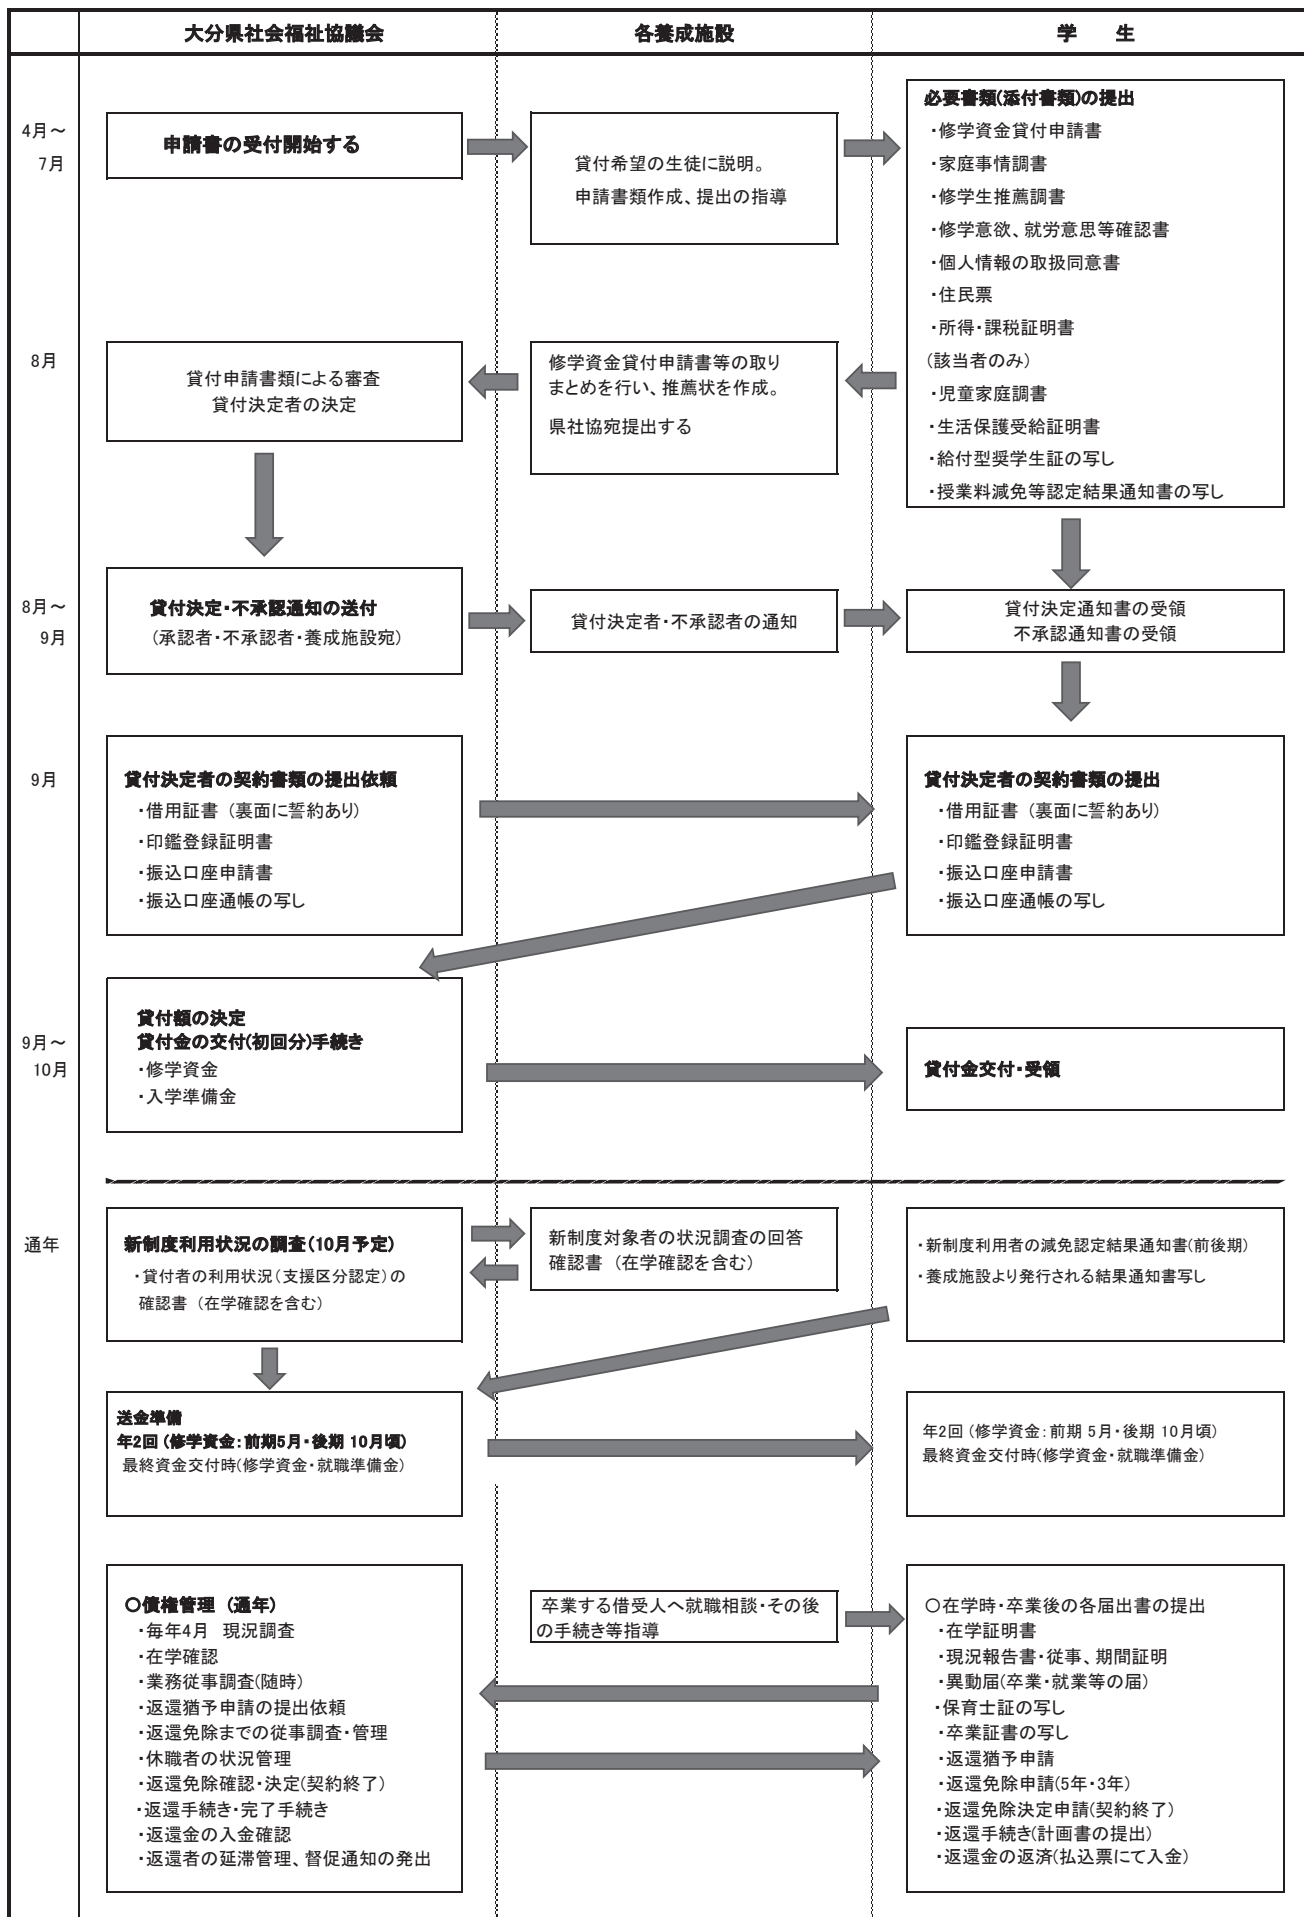 大分県社会福祉協議会
各養成施設
学　生
4月～
7月
申請書の受付開始する
貸付希望の生徒に説明。
申請書類作成、提出の指導
必要書類(添付書類)の提出
・修学資金貸付申請書
・家庭事情調書
・修学生推薦調書
・修学意欲、就労意思等確認書
・個人情報の取扱同意書
・住民票
・所得・課税証明書
(該当者のみ)
・児童家庭調書
・生活保護受給証明書
・給付型奨学生証の写し
・授業料減免等認定結果通知書の写し
8月
貸付申請書類による審査
貸付決定者の決定
修学資金貸付申請書等の取り
まとめを行い、推薦状を作成。
県社協宛提出する
8月～
9月
貸付決定・不承認通知の送付
（承認者・不承認者・養成施設宛）
貸付決定者・不承認者の通知
貸付決定通知書の受領
不承認通知書の受領
9月
貸付決定者の契約書類の提出依頼
・借用証書（裏面に誓約あり）
・印鑑登録証明書
・振込口座申請書
・振込口座通帳の写し
貸付決定者の契約書類の提出
・借用証書（裏面に誓約あり）
・印鑑登録証明書
・振込口座申請書
・振込口座通帳の写し
9月～
10月
貸付額の決定
貸付金の交付(初回分)手続き
・修学資金
・入学準備金
貸付金交付・受領
通年
新制度利用状況の調査（10月予定）
・貸付者の利用状況（支援区分認定）の
確認書（在学確認を含む）
新制度対象者の状況調査の回答
確認書（在学確認を含む）
・新制度利用者の減免認定結果通知書(前後期)
・養成施設より発行される結果通知書写し
送金準備
年2回（修学資金：前期5月・後期 10月頃）
最終資金交付時(修学資金・就職準備金)
年2回（修学資金：前期 5月・後期 10月頃）
最終資金交付時(修学資金・就職準備金)
○債権管理（通年）
・毎年4月　現況調査
・在学確認
・業務従事調査(随時)
・返還猶予申請の提出依頼
・返還免除までの従事調査・管理
・休職者の状況管理
・返還免除確認・決定(契約終了)
・返還手続き・完了手続き
・返還金の入金確認
・返還者の延滞管理、督促通知の発出
卒業する借受人へ就職相談・その後
の手続き等指導
○在学時・卒業後の各届出書の提出
・在学証明書
・現況報告書・従事、期間証明
・異動届(卒業・就業等の届)
・保育士証の写し
・卒業証書の写し
・返還猶予申請
・返還免除申請(5年・3年)
・返還免除決定申請(契約終了)
・返還手続き(計画書の提出)
・返還金の返済(払込票にて入金)